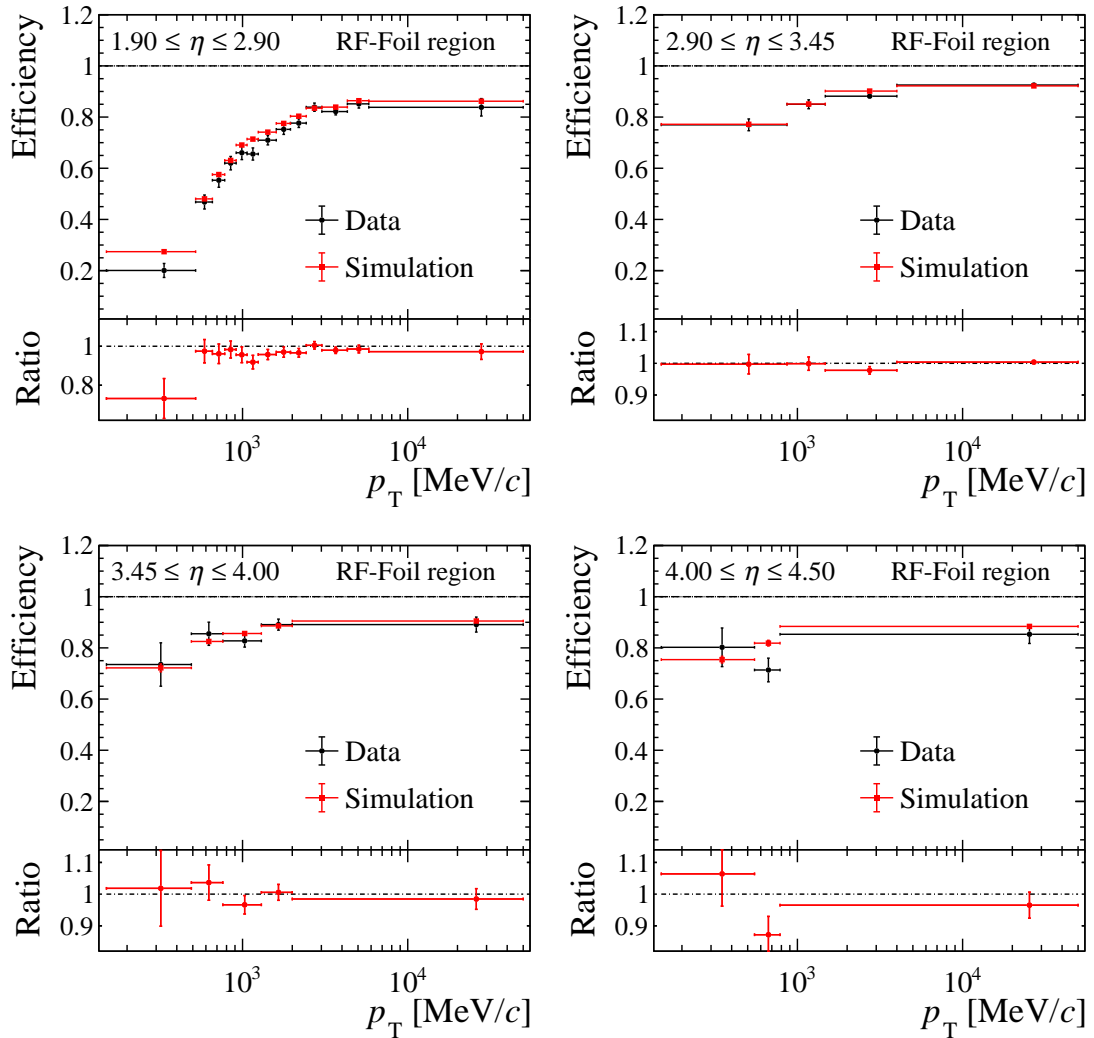 1.2
1.90 ≤ η ≤ 2.90 RF-Foil region
1
Efficiency
0.8
0.6
0.4
Data
0.2
Simulation
1
Ratio
0.8
10³ 10⁴
p_T [MeV/c]
1.2
2.90 ≤ η ≤ 3.45 RF-Foil region
1
Efficiency
0.8
0.6
0.4
Data
0.2
Simulation
1.1
1
Ratio
0.9
10³ 10⁴
p_T [MeV/c]
1.2
3.45 ≤ η ≤ 4.00 RF-Foil region
1
Efficiency
0.8
0.6
0.4
Data
0.2
Simulation
1.1
1
Ratio
0.9
10³ 10⁴
p_T [MeV/c]
1.2
4.00 ≤ η ≤ 4.50 RF-Foil region
1
Efficiency
0.8
0.6
0.4
Data
0.2
Simulation
1.1
1
Ratio
0.9
10³ 10⁴
p_T [MeV/c]